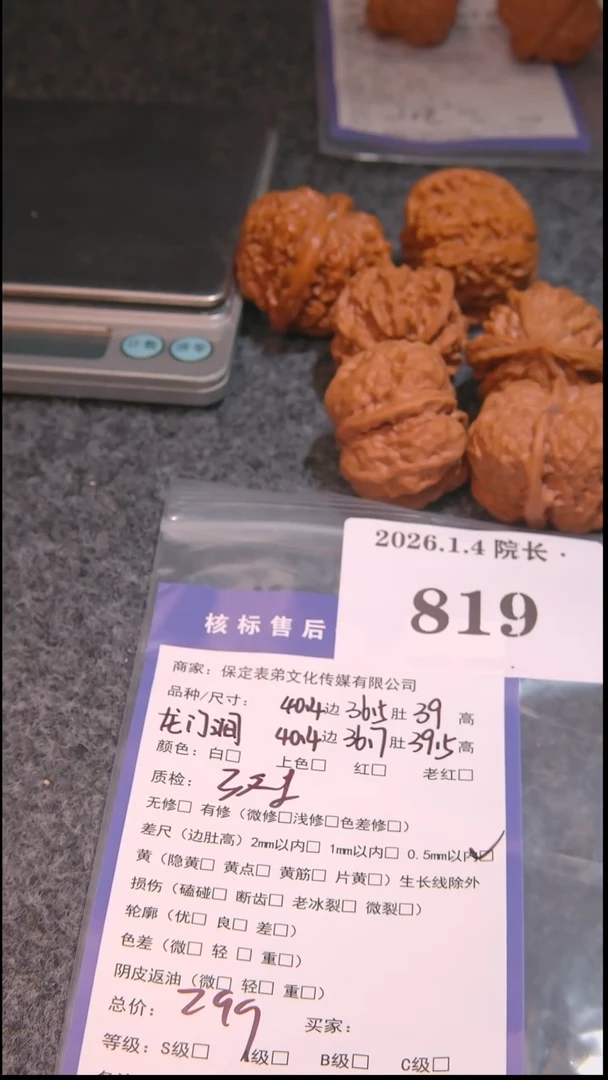 计数 清零
2026.1.4 院长·
819
核标售后
商家：保定表弟文化传媒有限公司
品种/尺寸： 40.4边 36.5肚 39 高
龙门涧 40.4边 36.7肚 39.5高
颜色：白□ 上色□ 红□ 老红□
质检： 三对
无修□ 有修（微修□浅修□色差修□）
差尺（边肚高）2mm以内□ 1mm以内□ 0.5mm以内□
黄（隐黄□ 黄点□ 黄筋□ 片黄□）生长线除外
损伤（磕碰□ 断齿□ 老冰裂□ 微裂□）
轮廓（优□ 良□ 差□）
色差（微□ 轻 □ 重□）
阴皮返油（微□ 轻□ 重□）
总价： 299 买家：
等级：S级□ A级□ B级□ C级□